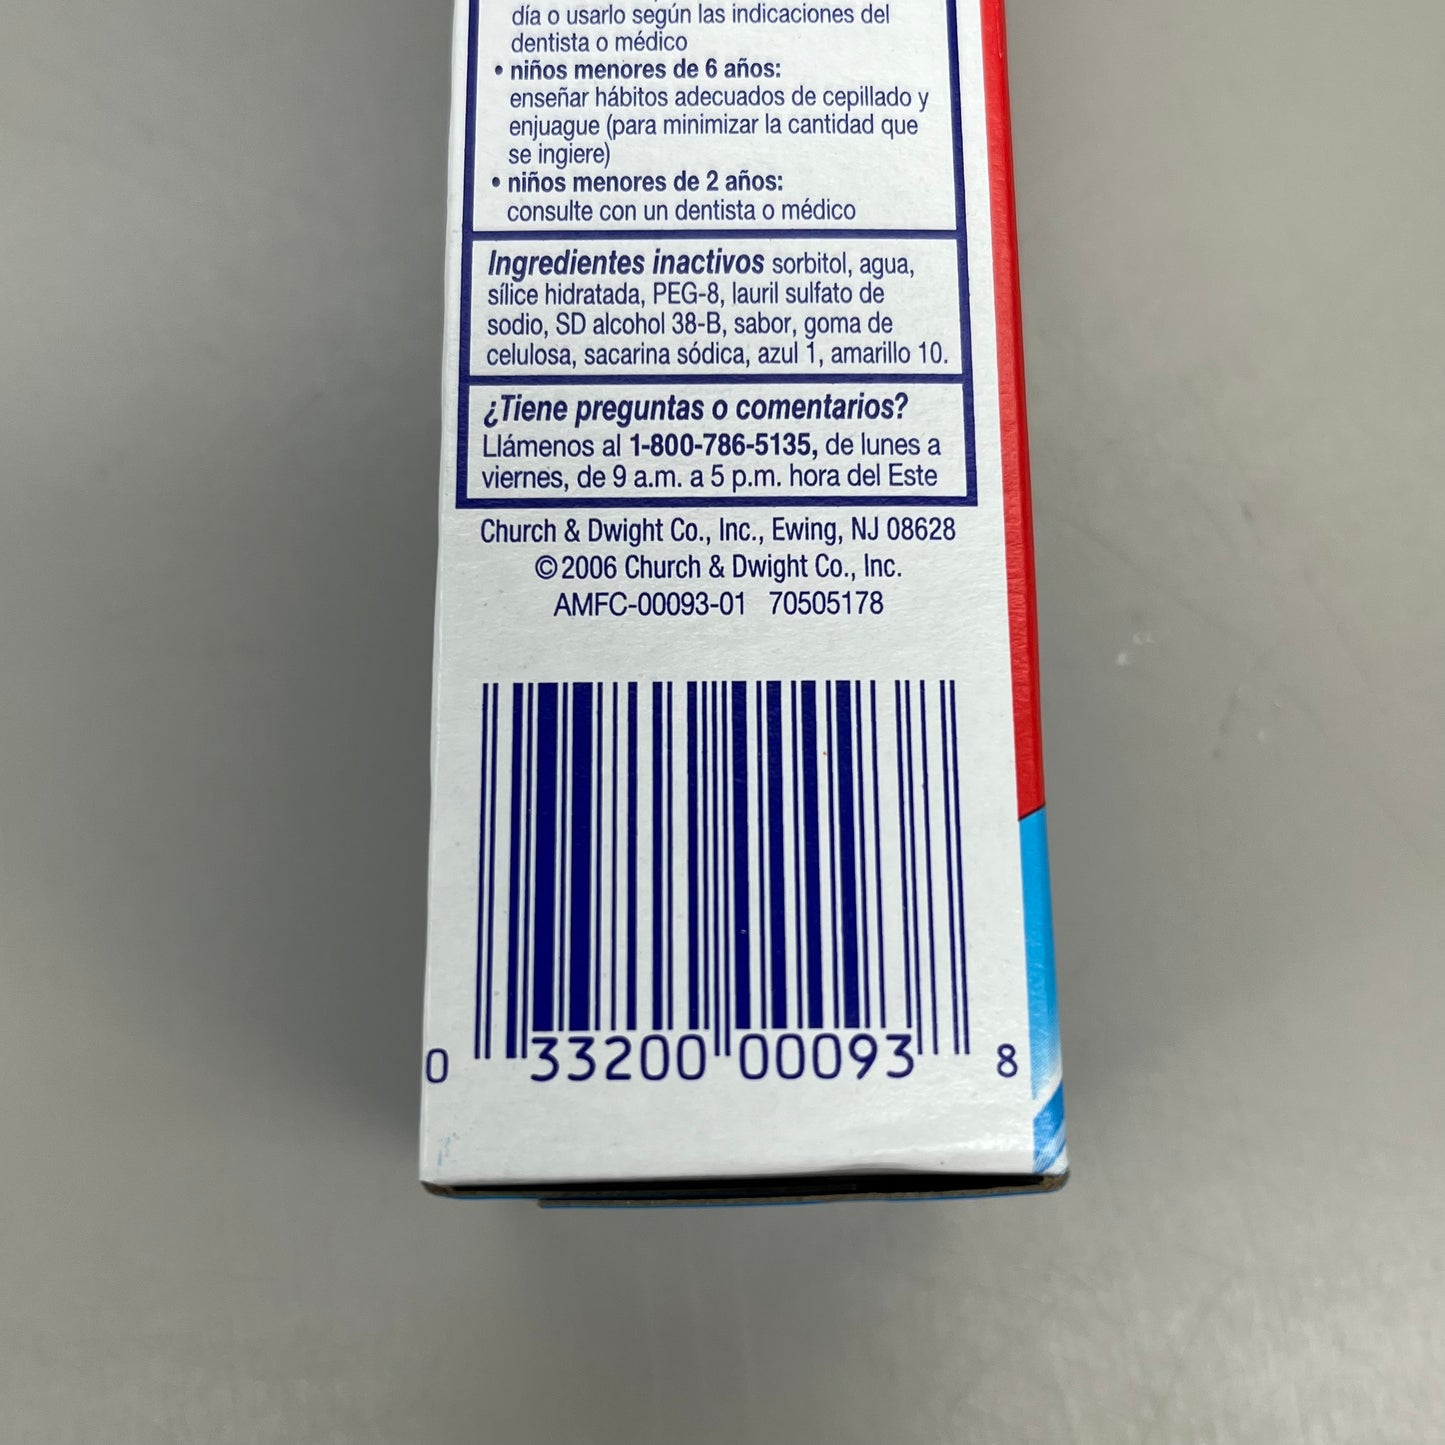 día o usarlo según las indicaciones del
dentista o médico
• niños menores de 6 años:
enseñar hábitos adecuados de cepillado y
enjuague (para minimizar la cantidad que
se ingiere)
• niños menores de 2 años:
consulte con un dentista o médico
Ingredientes inactivos sorbitol, agua,
sílice hidratada, PEG-8, lauril sulfato de
sodio, SD alcohol 38-B, sabor, goma de
celulosa, sacarina sódica, azul 1, amarillo 10.
¿Tiene preguntas o comentarios?
Llámenos al 1-800-786-5135, de lunes a
viernes, de 9 a.m. a 5 p.m. hora del Este
Church & Dwight Co., Inc., Ewing, NJ 08628
©2006 Church & Dwight Co., Inc.
AMFC-00093-01 70505178
0 33200 00093 8